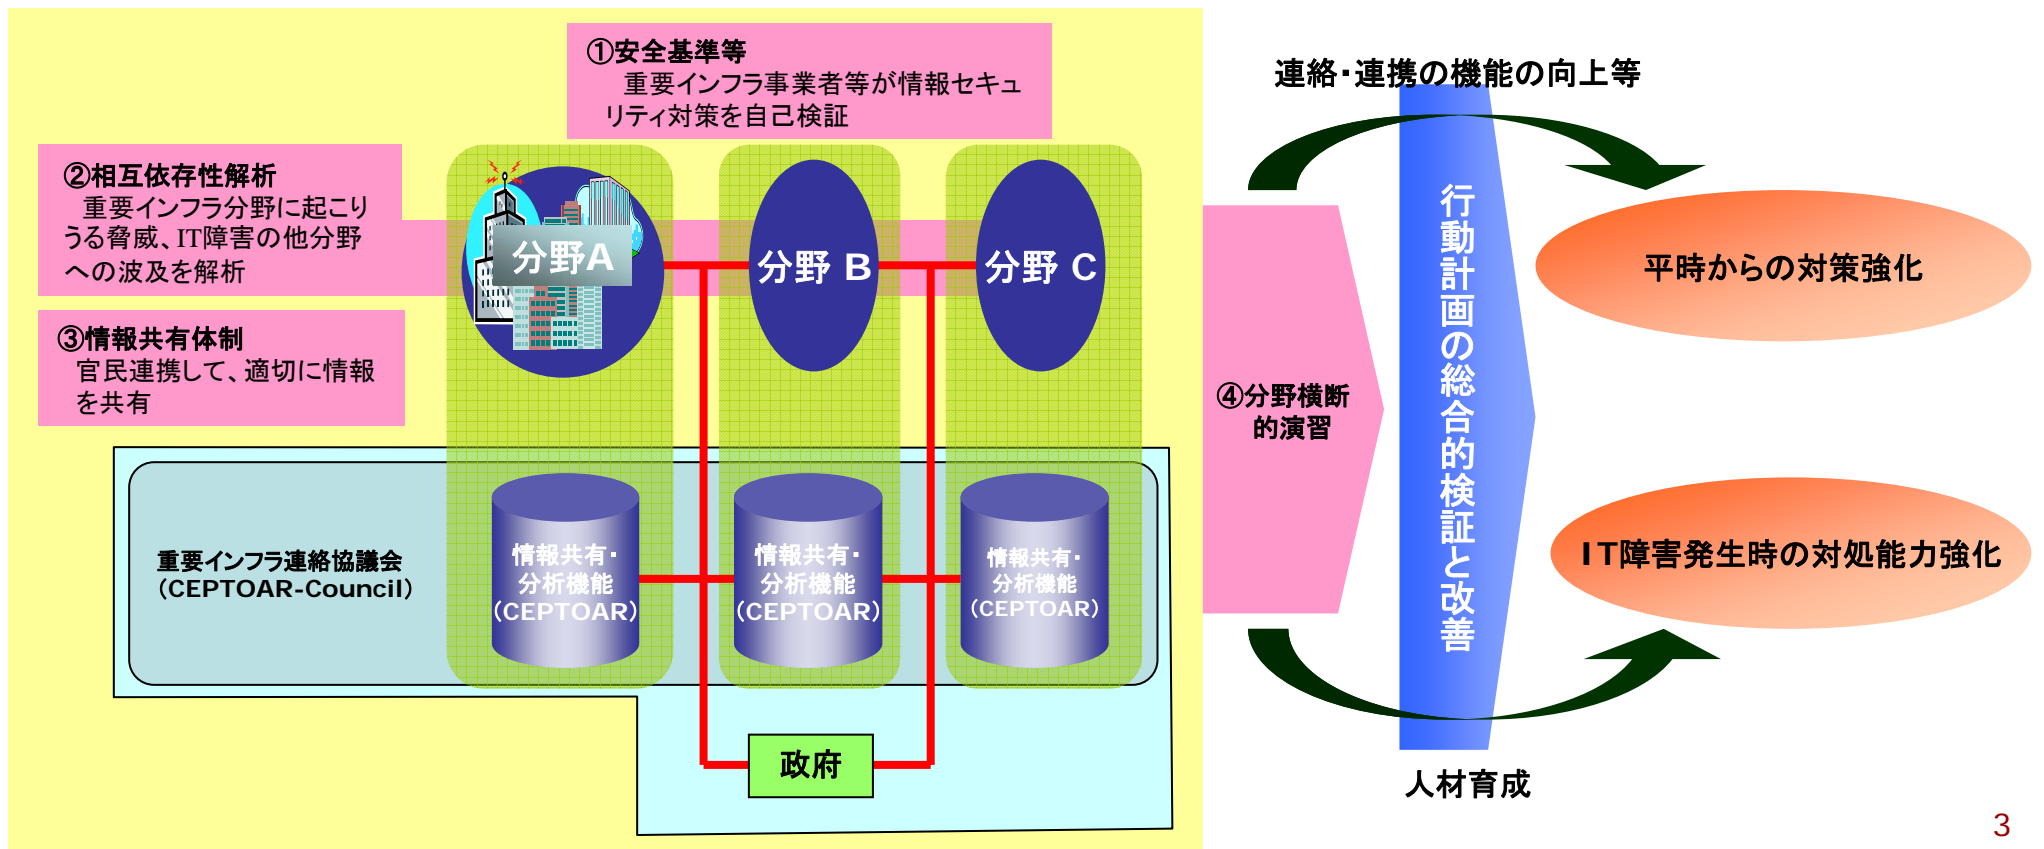 ①安全基準等
重要インフラ事業者等が情報セキュ
リティ対策を自己検証
②相互依存性解析
重要インフラ分野に起こり
うる脅威、IT障害の他分野
への波及を解析
③情報共有体制
官民連携して、適切に情報
を共有
分野A
分野 B
分野 C
重要インフラ連絡協議会
（CEPTOAR-Council）
情報共有・
分析機能
（CEPTOAR）
情報共有・
分析機能
（CEPTOAR）
情報共有・
分析機能
（CEPTOAR）
政府
④分野横断
的演習
連絡・連携の機能の向上等
行動計画の総合的検証と改善
人材育成
平時からの対策強化
ＩＴ障害発生時の対処能力強化
3